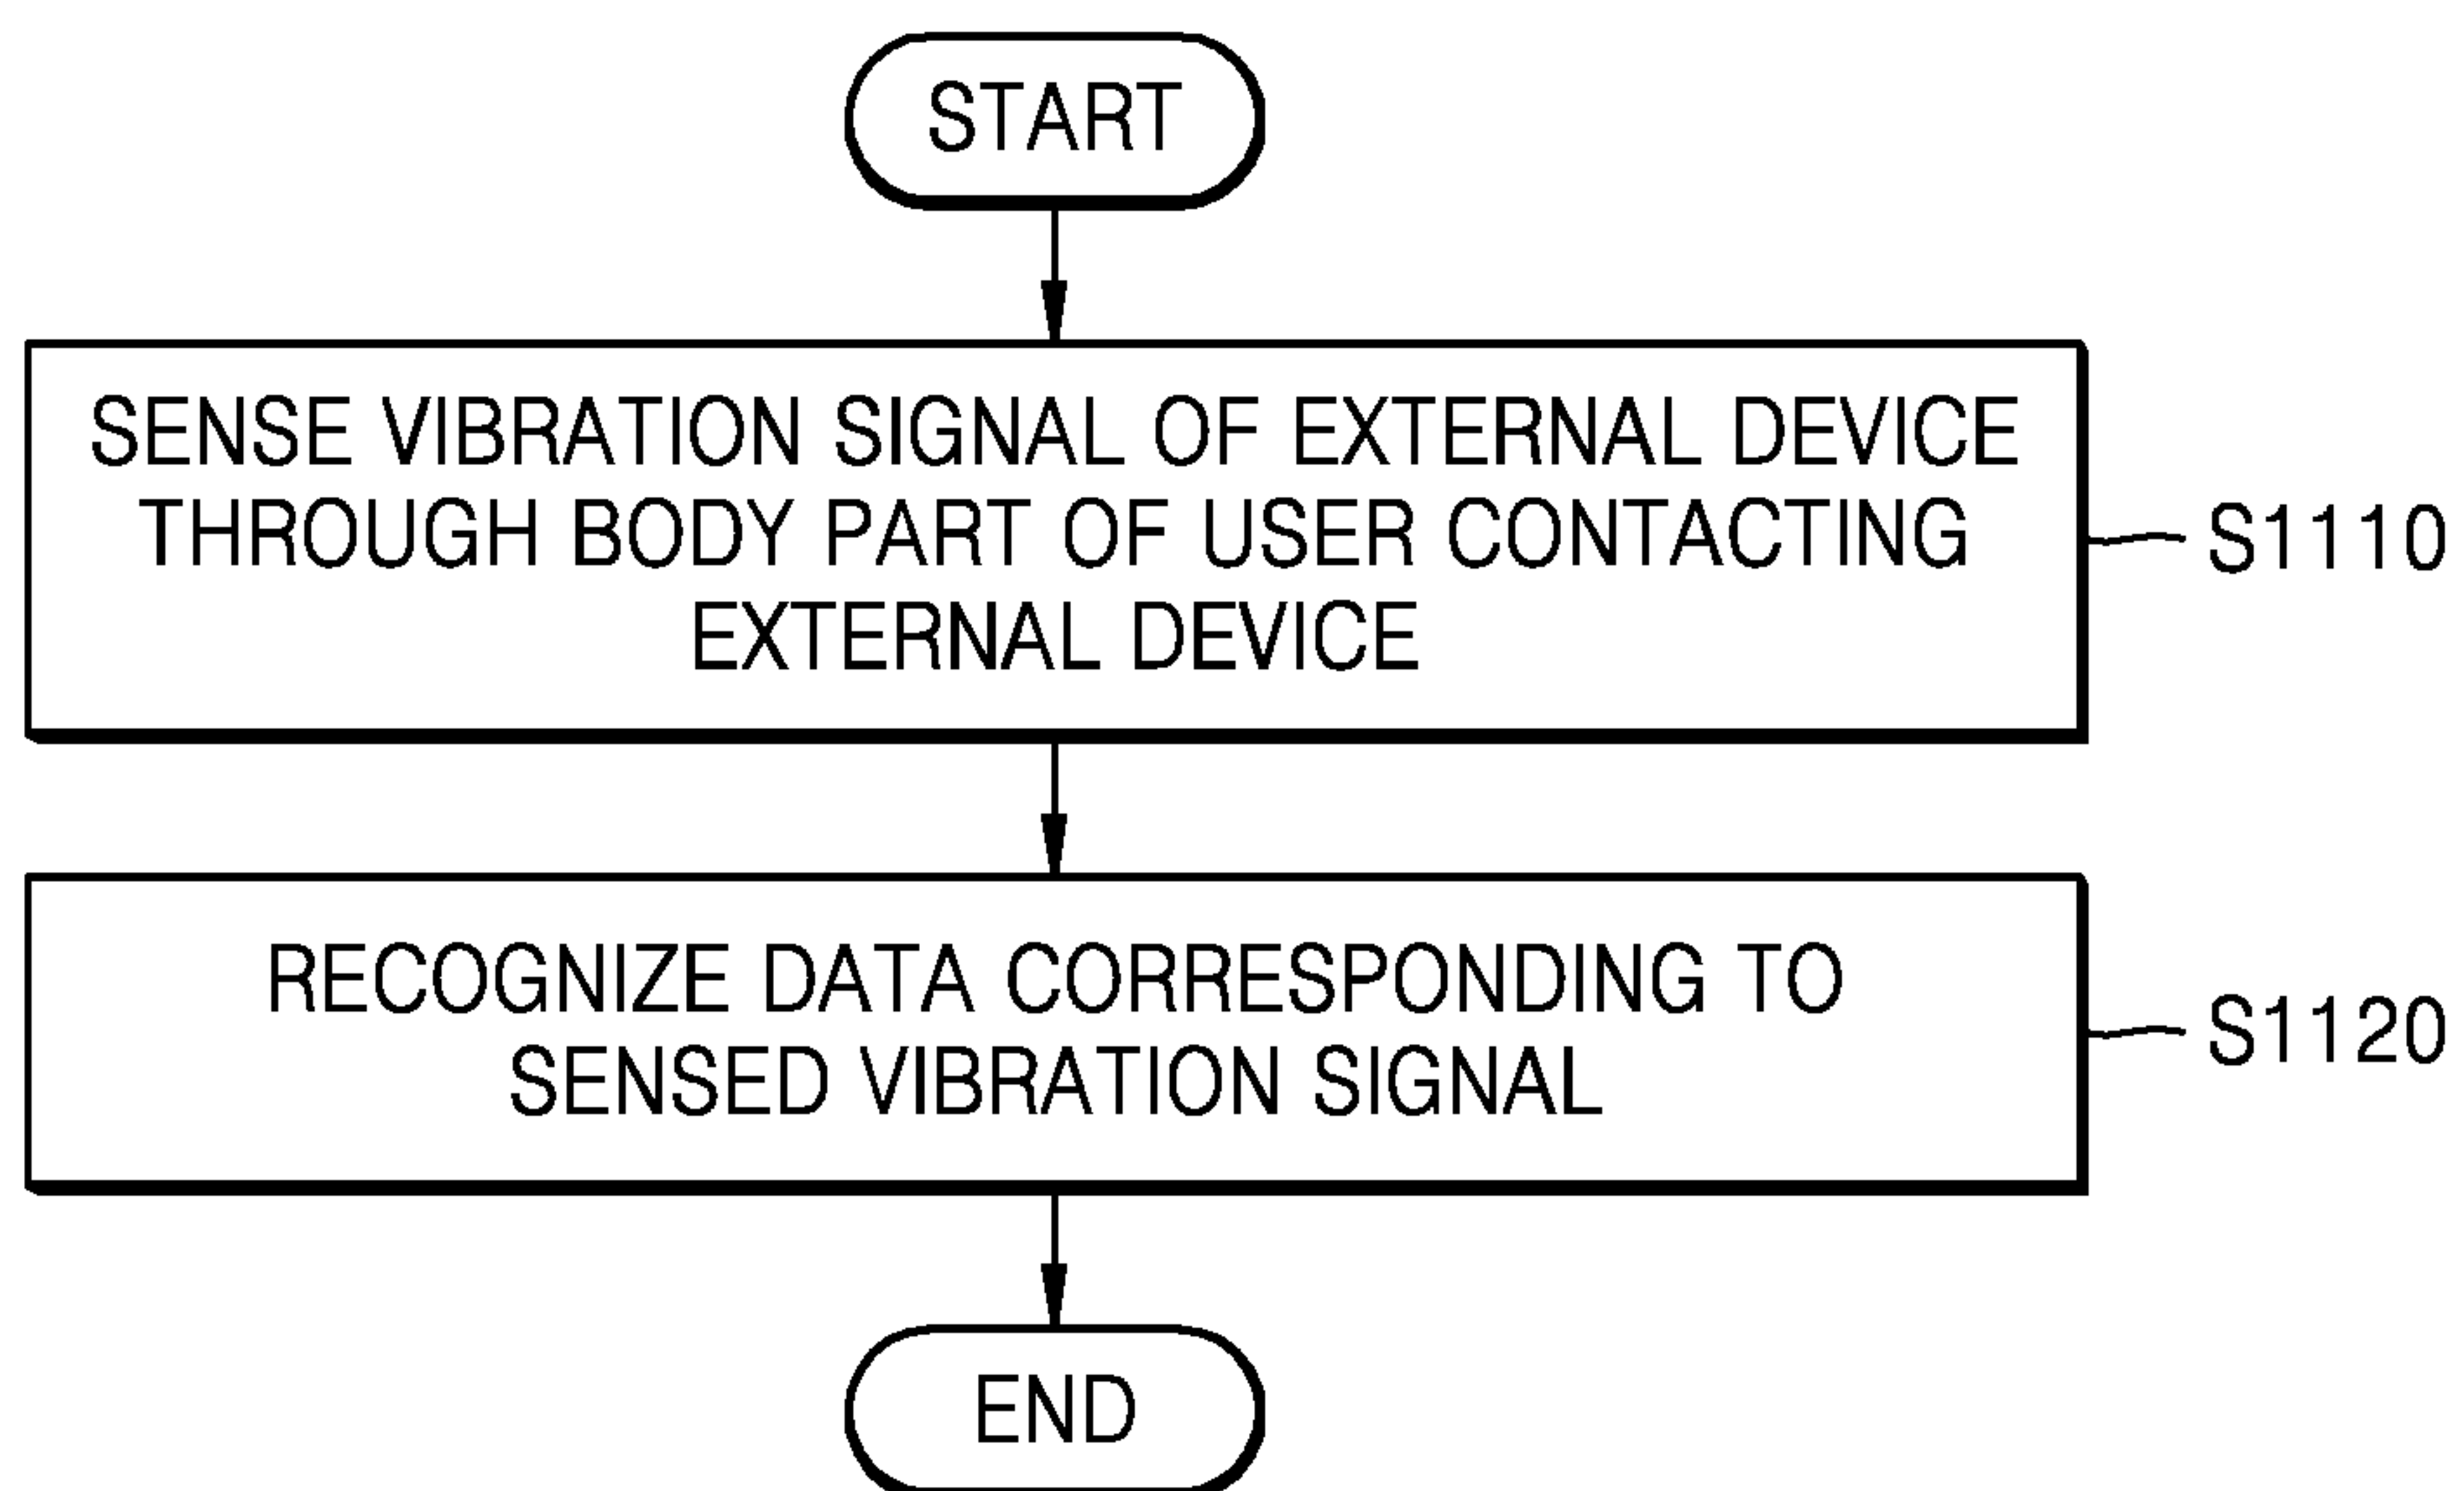 START
SENSE VIBRATION SIGNAL OF EXTERNAL DEVICE
THROUGH BODY PART OF USER CONTACTING
EXTERNAL DEVICE
S1110
RECOGNIZE DATA CORRESPONDING TO
SENSED VIBRATION SIGNAL
S1120
END